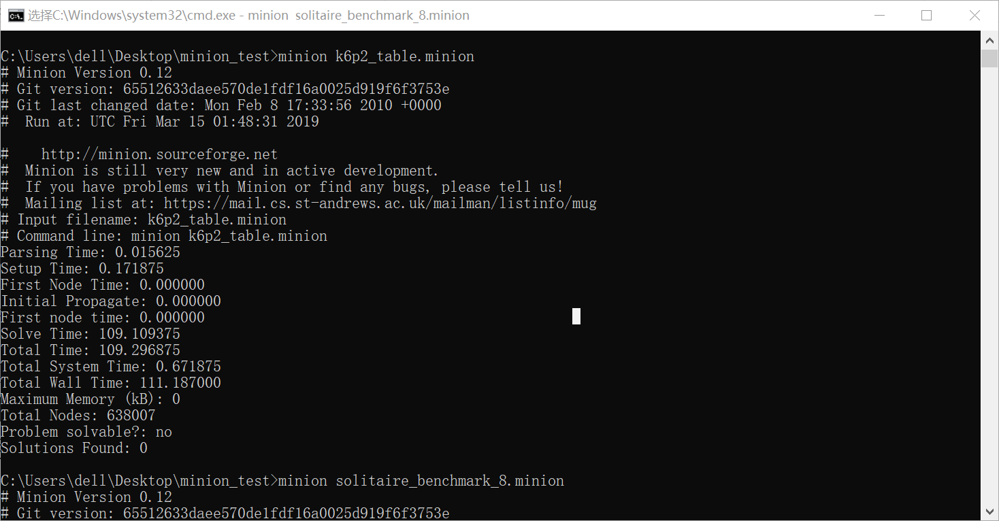 选择C:\Windows\system32\cmd.exe - minion  solitaire_benchmark_8.minion
C:\Users\dell\Desktop\minion_test>minion k6p2_table.minion
# Minion Version 0.12
# Git version: 65512633daee570de1fdf16a0025d919f6f3753e
# Git last changed date: Mon Feb 8 17:33:56 2010 +0000
#  Run at: UTC Fri Mar 15 01:48:31 2019
#    http://minion.sourceforge.net
#  Minion is still very new and in active development.
#  If you have problems with Minion or find any bugs, please tell us!
#  Mailing list at: https://mail.cs.st-andrews.ac.uk/mailman/listinfo/mug
# Input filename: k6p2_table.minion
# Command line: minion k6p2_table.minion
Parsing Time: 0.015625
Setup Time: 0.171875
First Node Time: 0.000000
Initial Propagate: 0.000000
First node time: 0.000000
Solve Time: 109.109375
Total Time: 109.296875
Total System Time: 0.671875
Total Wall Time: 111.187000
Maximum Memory (kB): 0
Total Nodes: 638007
Problem solvable?: no
Solutions Found: 0
C:\Users\dell\Desktop\minion_test>minion solitaire_benchmark_8.minion
# Minion Version 0.12
# Git version: 65512633daee570de1fdf16a0025d919f6f3753e